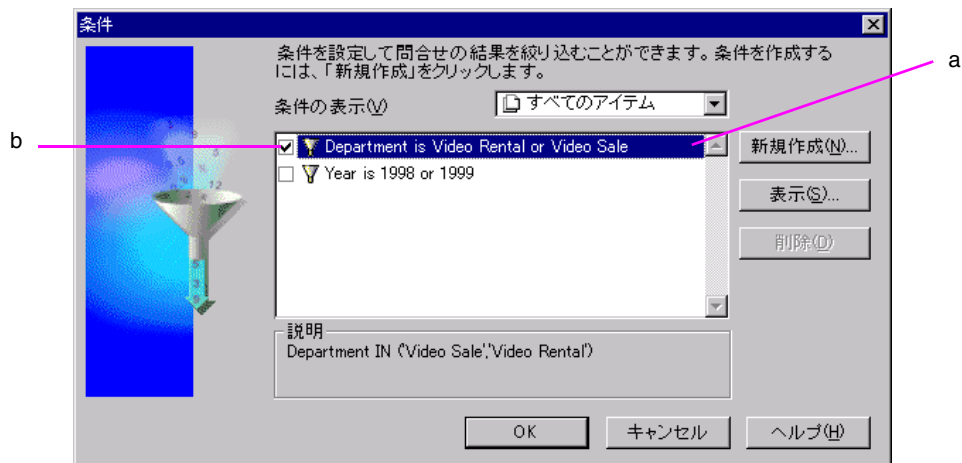 条件
条件を設定して問合せの結果を絞り込むことができます。条件を作成する
には、「新規作成」をクリックします。
a
条件の表示(V)
すべてのアイテム
b
Department is Video Rental or Video Sale
新規作成(N)...
Year is 1998 or 1999
表示(S)...
削除(D)
説明
Department IN ('Video Sale','Video Rental')
OK
キャンセル
ヘルプ(H)